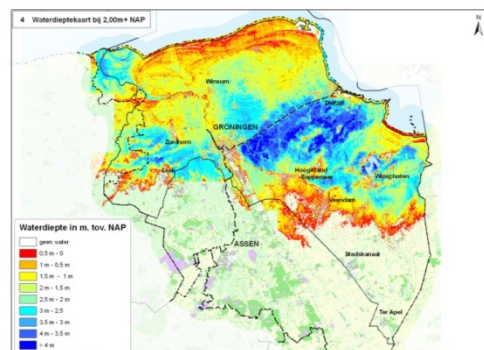 4 Waterdieptekaart bij 2,00m+ NAP
N
Winsum
Delfzijl
GRONINGEN
Zuidhorn
Leek
Hoogezand
Sappemeer
Winschoten
Veendam
ASSEN
Stadskanaal
Ter Apel
Waterdiepte in m. tov. NAP
geen water
0,5 m - 0
1 m - 0,5 m
1,5 m - 1 m
2 m - 1,5 m
2,5 m - 2 m
3 m - 2,5
3,5 m - 3 m
4 m - 3,5 m
> 4 m